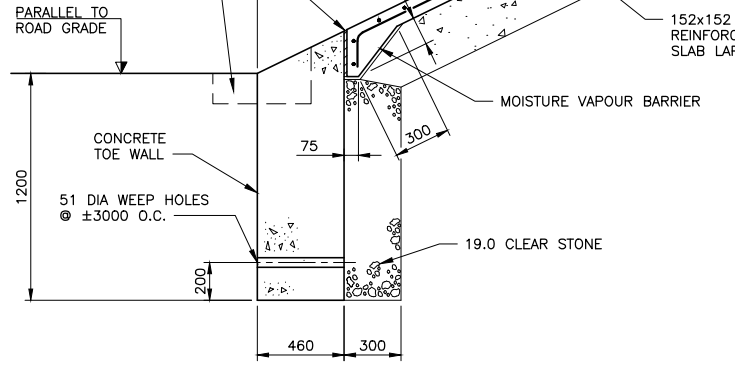 PARALLEL TO
ROAD GRADE
152x152
REINFORC
SLAB LAP
MOISTURE VAPOUR BARRIER
300
75
CONCRETE
TOE WALL
1200
51 DIA WEEP HOLES
@ ±3000 O.C.
19.0 CLEAR STONE
200
460
300